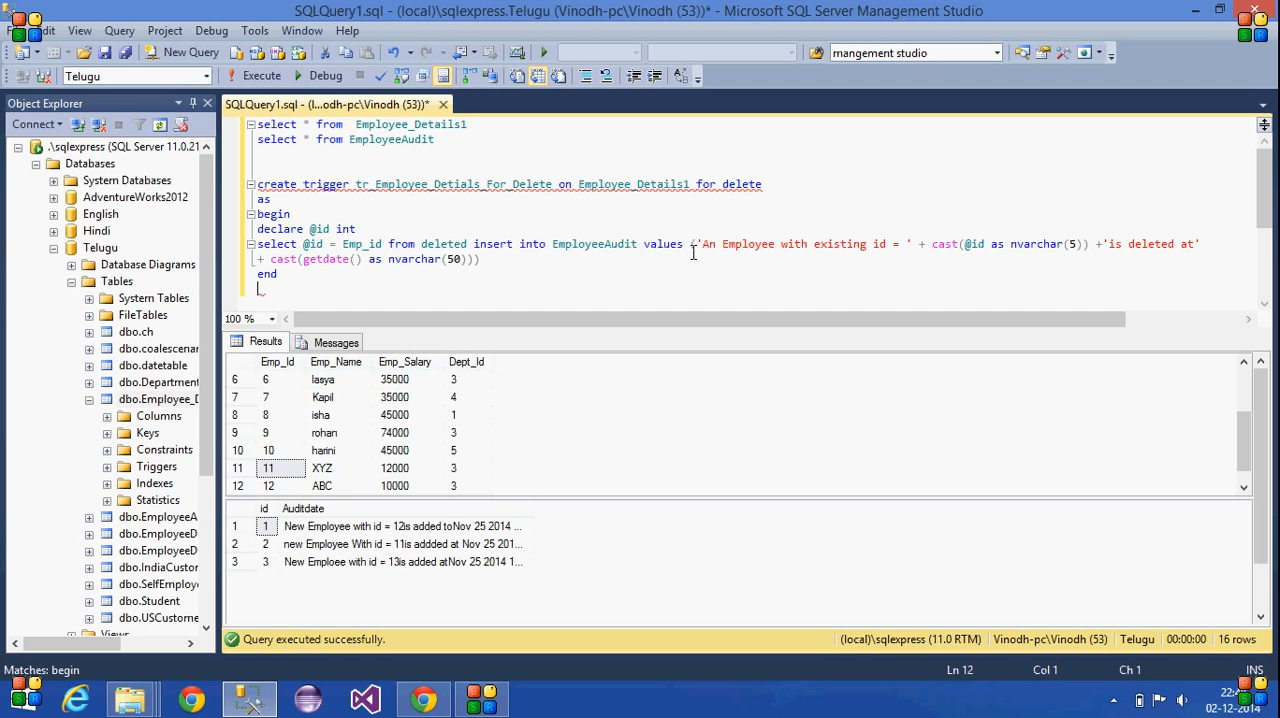 SQLQuery1.sql - (local)\sqlexpress.Telugu (Vinodh-pc\Vinodh (53))* - Microsoft SQL Server Management Studio
View Query Project Debug Tools Window Help
New Query
mangement studio
Telugu
Execute
Debug
Object Explorer
Connect
.\sqlexpress (SQL Server 11.0.21
Databases
System Databases
AdventureWorks2012
English
Hindi
Telugu
Database Diagrams
Tables
System Tables
FileTables
dbo.ch
dbo.coalescenar
dbo.datetable
dbo.Department
dbo.Employee_D
Columns
Keys
Constraints
Triggers
Indexes
Statistics
dbo.EmployeeA
dbo.EmployeeD
dbo.EmployeeD
dbo.IndiaCustor
dbo.SelfEmploye
dbo.Student
dbo.USCustome
Views
SQLQuery1.sql - (l...odh-pc\Vinodh (53))*
select * from  Employee_Details1
select * from EmployeeAudit
create trigger tr_Employee_Detials_For_Delete on Employee_Details1 for delete
as
begin
declare @id int
select @id = Emp_id from deleted insert into EmployeeAudit values ('An Employee with existing id = ' + cast(@id as nvarchar(5)) +'is deleted at'
+ cast(getdate() as nvarchar(50)))
end
100 %
Results Messages
Emp_Id Emp_Name Emp_Salary Dept_Id
6 6 lasya 35000 3
7 7 Kapil 35000 4
8 8 isha 45000 1
9 9 rohan 74000 3
10 10 harini 45000 5
11 11 XYZ 12000 3
12 12 ABC 10000 3
id Auditdate
1 1 New Employee with id = 12is added toNov 25 2014 ...
2 2 new Employee With id = 11is addded at Nov 25 201...
3 3 New Emploee with id = 13is added atNov 25 2014 1...
Query executed successfully.
(local)\sqlexpress (11.0 RTM) Vinodh-pc\Vinodh (53) Telugu 00:00:00 16 rows
Matches: begin
Ln 12 Col 1 Ch 1 INS
02-12-2014